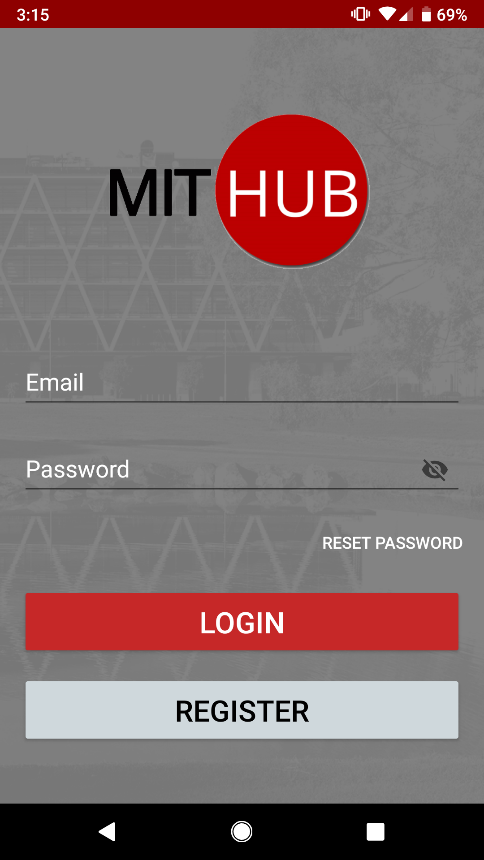 3:15
69%
MIT HUB
Email
Password
RESET PASSWORD
LOGIN
REGISTER